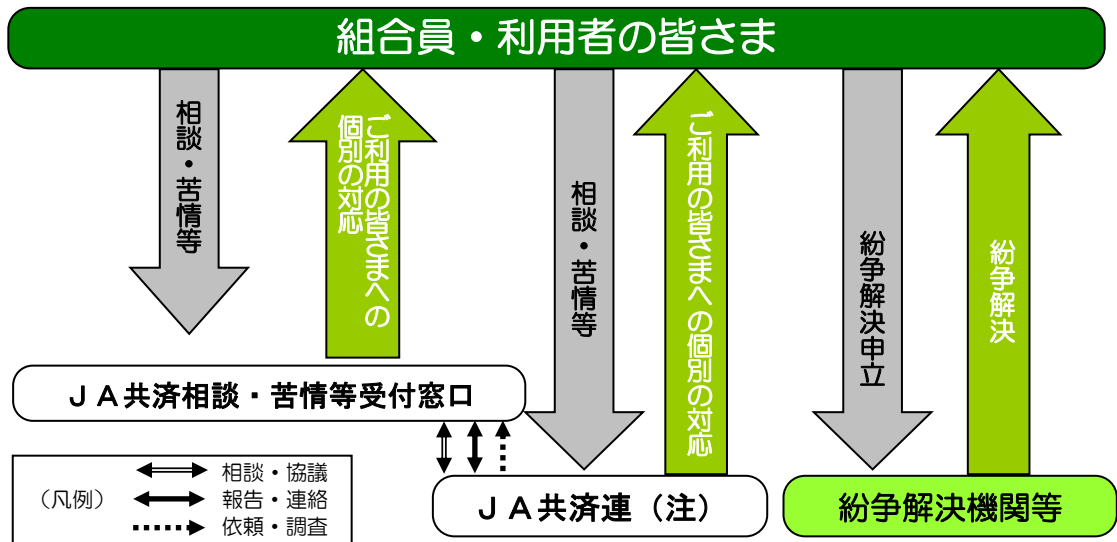 組合員・利用者の皆さま
相談・苦情等
ご利用の皆さまへの
個別の対応
相談・苦情等
ご利用の皆さまへの個別の対応
紛争解決申立
紛争解決
ＪＡ共済相談・苦情等受付窓口
（凡例）
相談・協議
報告・連絡
依頼・調査
ＪＡ共済連（注）
紛争解決機関等